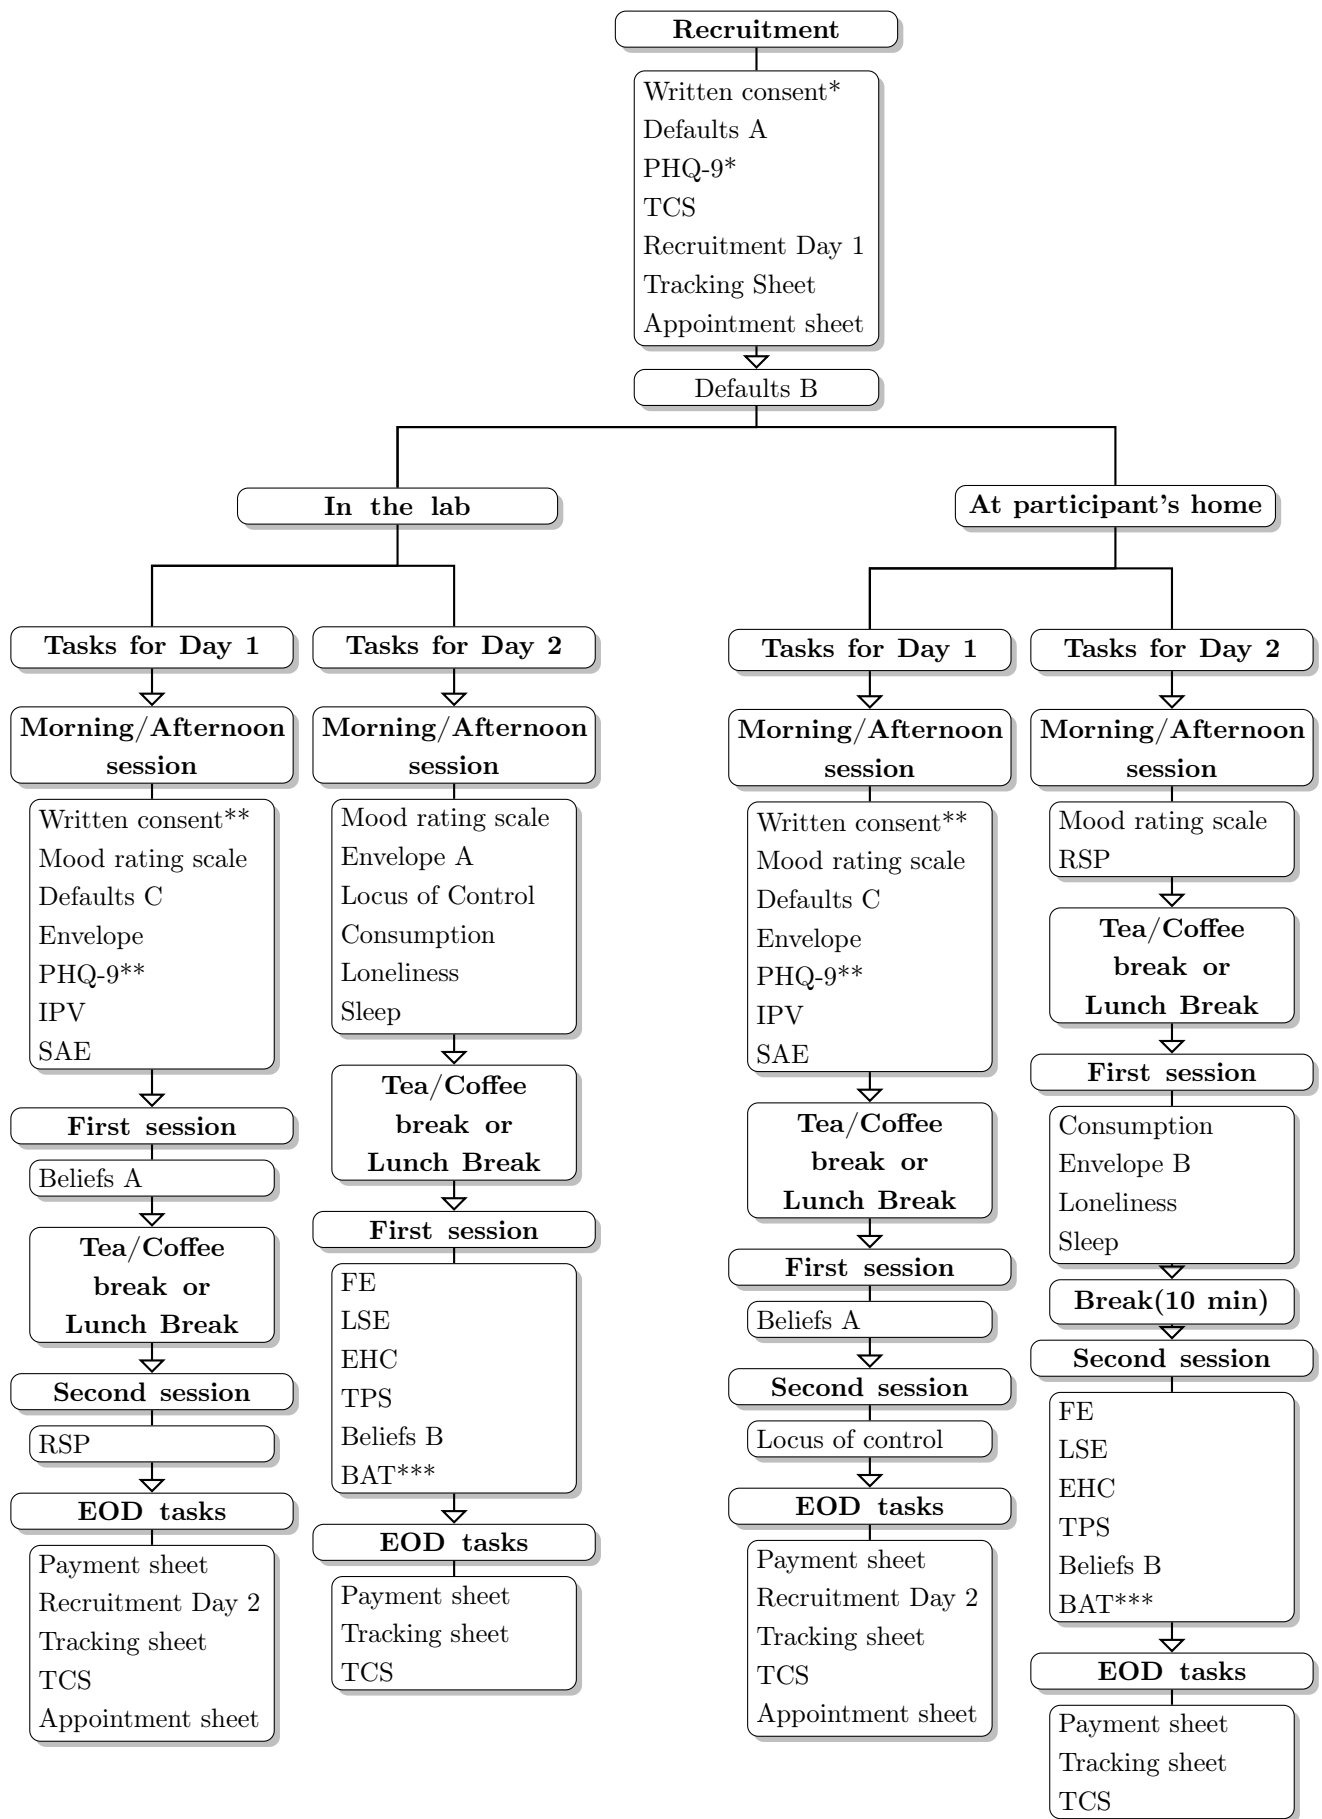 Recruitment
Written consent*
Defaults A
PHQ-9*
TCS
Recruitment Day 1
Tracking Sheet
Appointment sheet
Defaults B
In the lab
Tasks for Day 1
Morning/Afternoon
session
Written consent**
Mood rating scale
Defaults C
Envelope
PHQ-9**
IPV
SAE
First session
Beliefs A
Tea/Coffee
break or
Lunch Break
Second session
RSP
EOD tasks
Payment sheet
Recruitment Day 2
Tracking sheet
TCS
Appointment sheet
Tasks for Day 2
Morning/Afternoon
session
Mood rating scale
Envelope A
Locus of Control
Consumption
Loneliness
Sleep
Tea/Coffee
break or
Lunch Break
First session
FE
LSE
EHC
TPS
Beliefs B
BAT***
EOD tasks
Payment sheet
Tracking sheet
TCS
At participant's home
Tasks for Day 1
Morning/Afternoon
session
Written consent**
Mood rating scale
Defaults C
Envelope
PHQ-9**
IPV
SAE
Tea/Coffee
break or
Lunch Break
First session
Beliefs A
Second session
Locus of control
EOD tasks
Payment sheet
Recruitment Day 2
Tracking sheet
TCS
Appointment sheet
Tasks for Day 2
Morning/Afternoon
session
Mood rating scale
RSP
Tea/Coffee
break or
Lunch Break
First session
Consumption
Envelope B
Loneliness
Sleep
Break(10 min)
Second session
FE
LSE
EHC
TPS
Beliefs B
BAT***
EOD tasks
Payment sheet
Tracking sheet
TCS